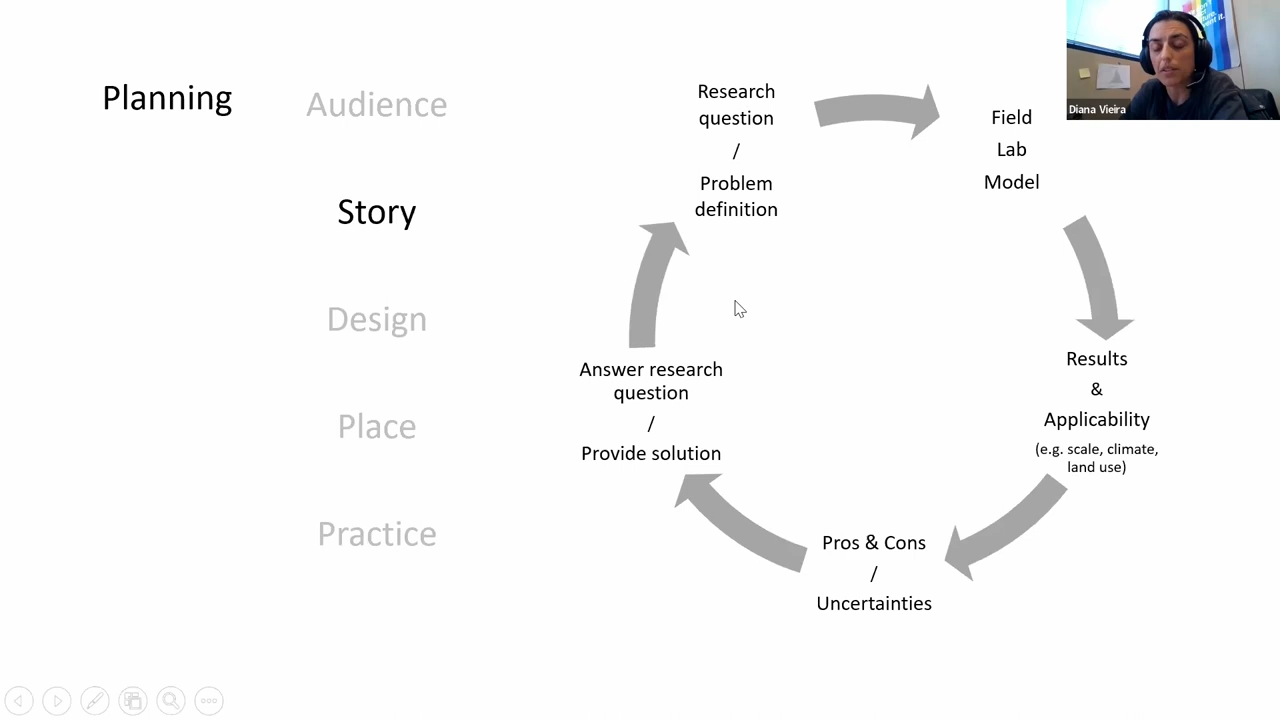 Planning
Audience
Story
Design
Place
Practice
Research
question
/
Problem
definition
Field
Lab
Model
Results
&
Applicability
(e.g. scale, climate,
land use)
Pros & Cons
/
Uncertainties
Answer research
question
/
Provide solution
Diana Vieira